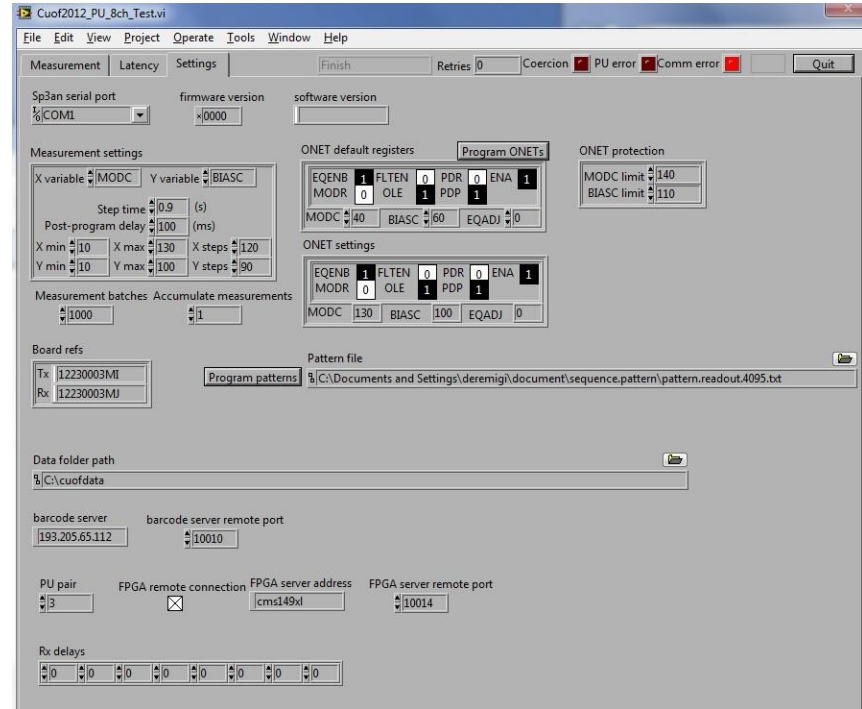 Cuof2012_PU_8ch_Test.vi
File Edit View Project Operate Tools Window Help
Measurement Latency Settings Finish Retries 0 Coercion PU error Comm error Quit
Sp3an serial port firmware version software version
COM1 ×0000
Measurement settings ONET default registers Program ONETs ONET protection
X variable MODC Y variable BIASC
EQENB 1 FLTEN 0 PDR 0 ENA 1
MODR 0 OLE 1 PDP 1
MODC limit 140
BIASC limit 110
Step time 0.9 (s)
Post-program delay 100 (ms)
MODC 40 BIASC 60 EQADJ 0
X min 10 X max 130 X steps 120
Y min 10 Y max 100 Y steps 90
ONET settings
EQENB 1 FLTEN 0 PDR 0 ENA 1
MODR 0 OLE 1 PDP 1
MODC 130 BIASC 100 EQADJ 0
Measurement batches Accumulate measurements
1000 1
Board refs
Tx 12230003MI
Rx 12230003MJ
Program patterns
Pattern file
C:\Documents and Settings\deremigi\document\sequence.pattern\pattern.readout.4095.txt
Data folder path
C:\cuofdata
barcode server barcode server remote port
193.205.65.112 10010
PU pair FPGA remote connection FPGA server address FPGA server remote port
3 cms149xl 10014
Rx delays
0 0 0 0 0 0 0 0